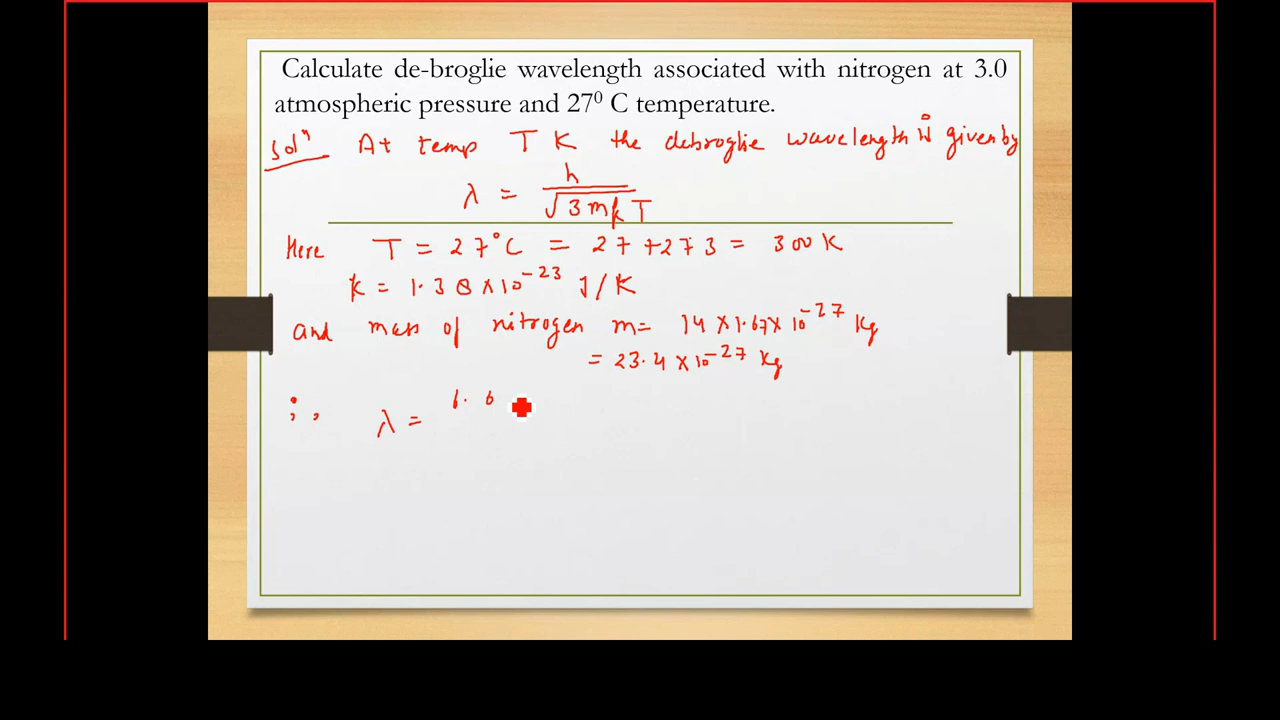 Calculate de-broglie wavelength associated with nitrogen at 3.0
atmospheric pressure and 27⁰ C temperature.
Solⁿ At temp T K the debroglie wavelength is given by
λ = h / √3mkT
Here T = 27°C = 27 + 273 = 300 K
k = 1.38 × 10⁻²³ J/K
and mass of nitrogen m = 14 × 1.67 × 10⁻²⁷ Kg
= 23.4 × 10⁻²⁷ Kg
∴ λ = 6.6